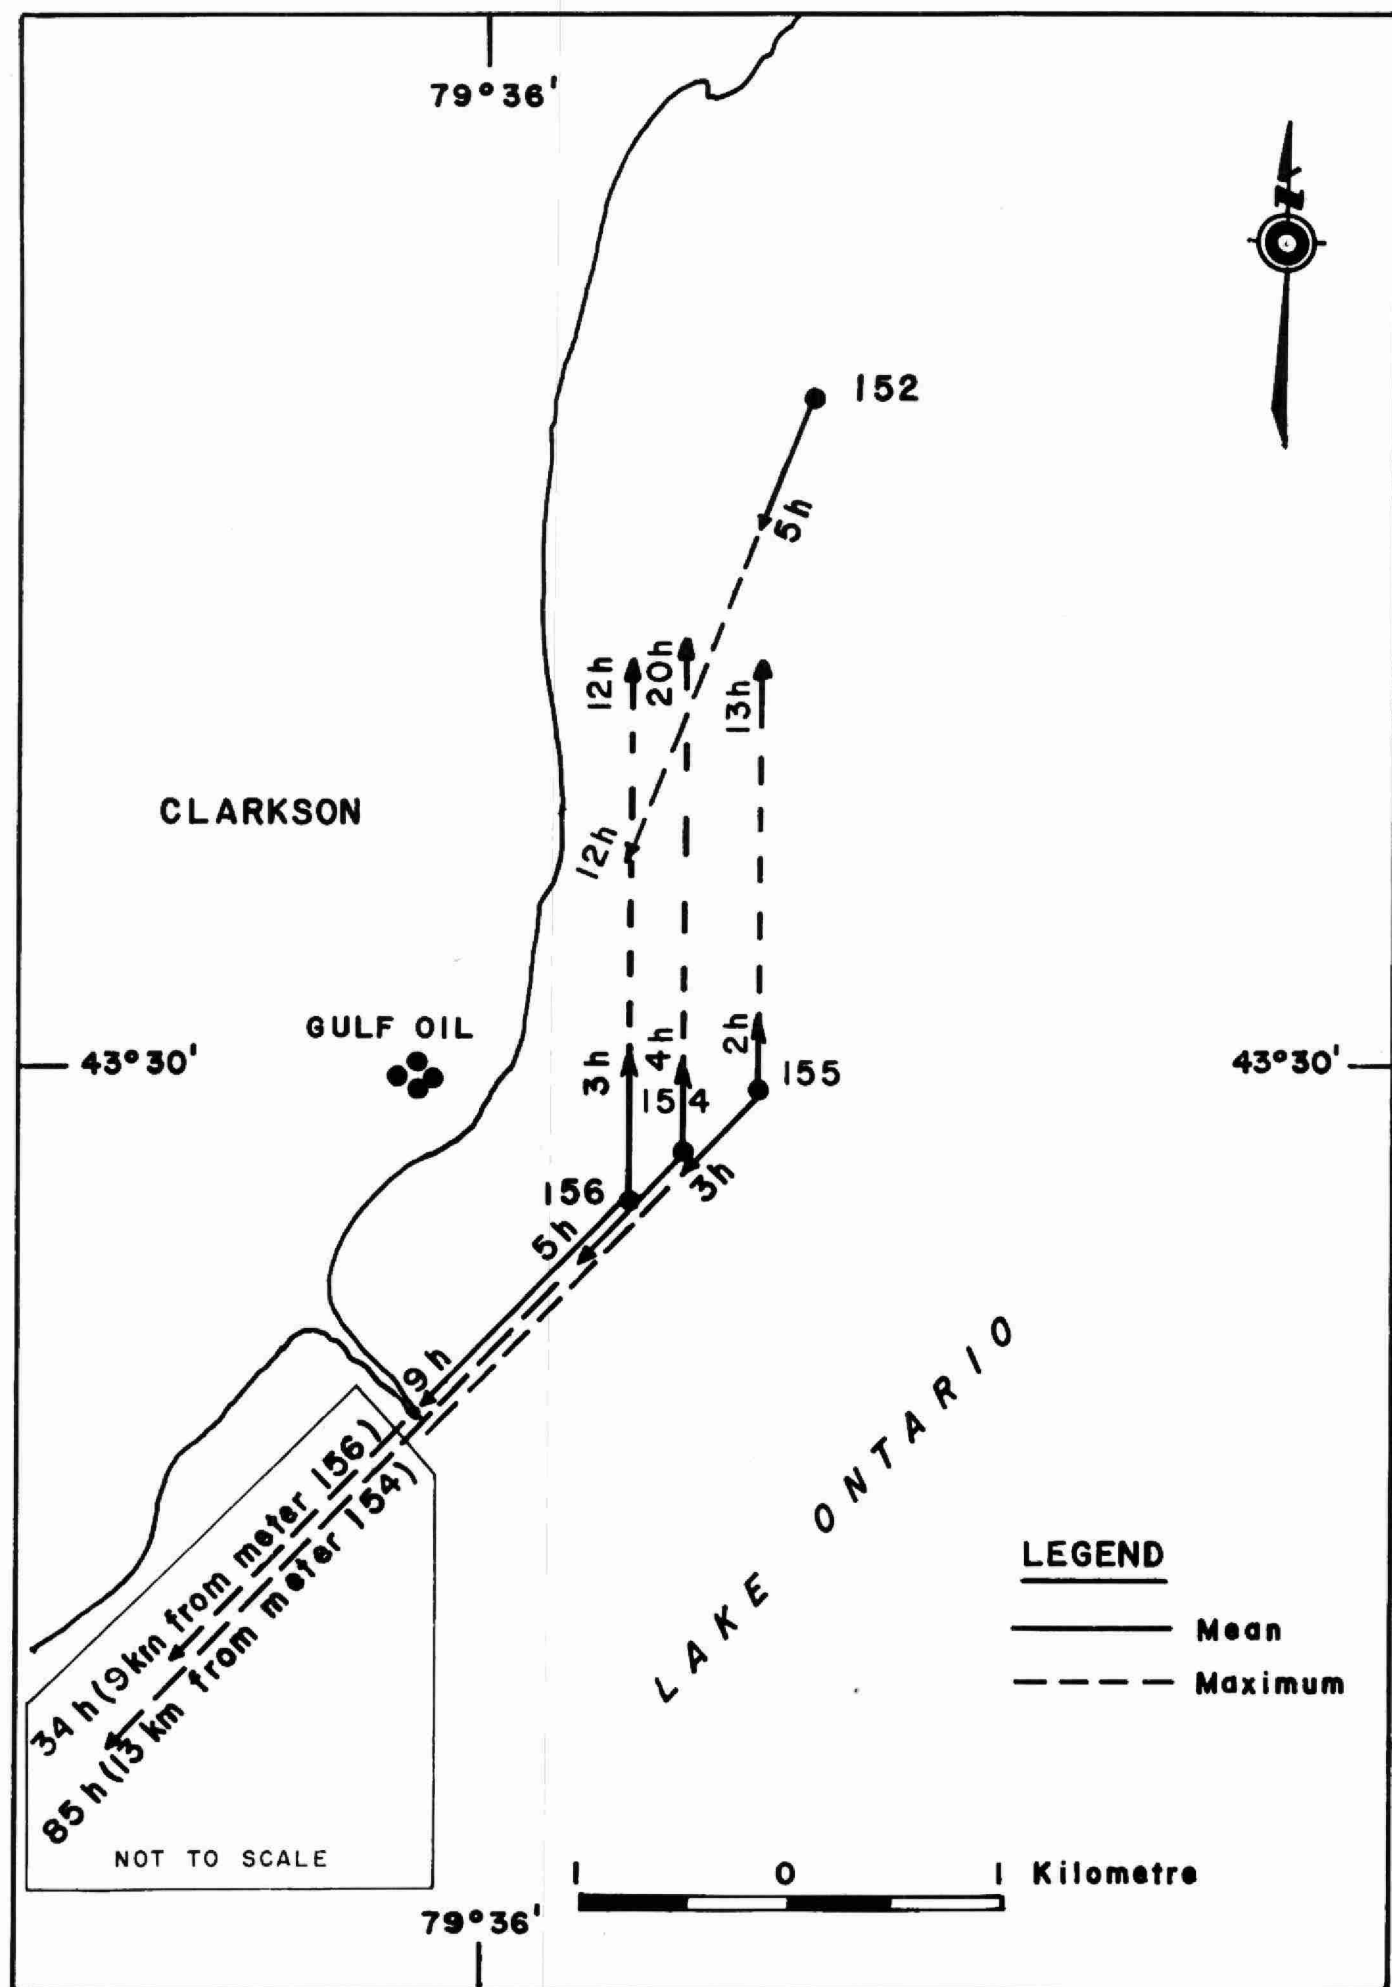 79°36'
N
152
5h
12h
20h
13h
CLARKSON
12h
GULF OIL
43°30'
3h
4h
2h
155
43°30'
154
156
3h
5h
9h
LAKE ONTARIO
34 h (9km from meter 156)
85 h (13 km from meter 154)
NOT TO SCALE
LEGEND
Mean
Maximum
1 0 1 Kilometre
79°36'